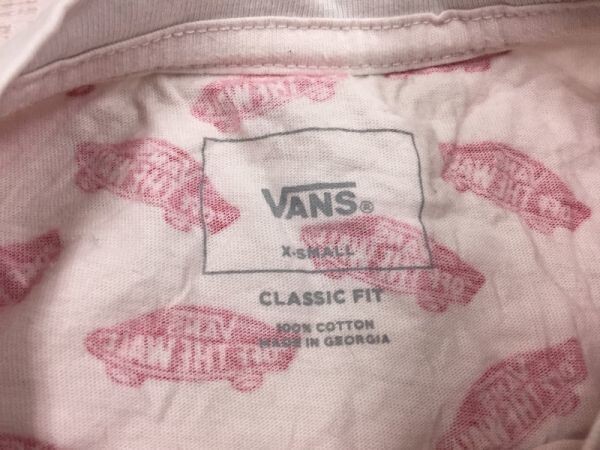 VANS®
X-SMALL
CLASSIC FIT
100% COTTON
MADE IN GEORGIA